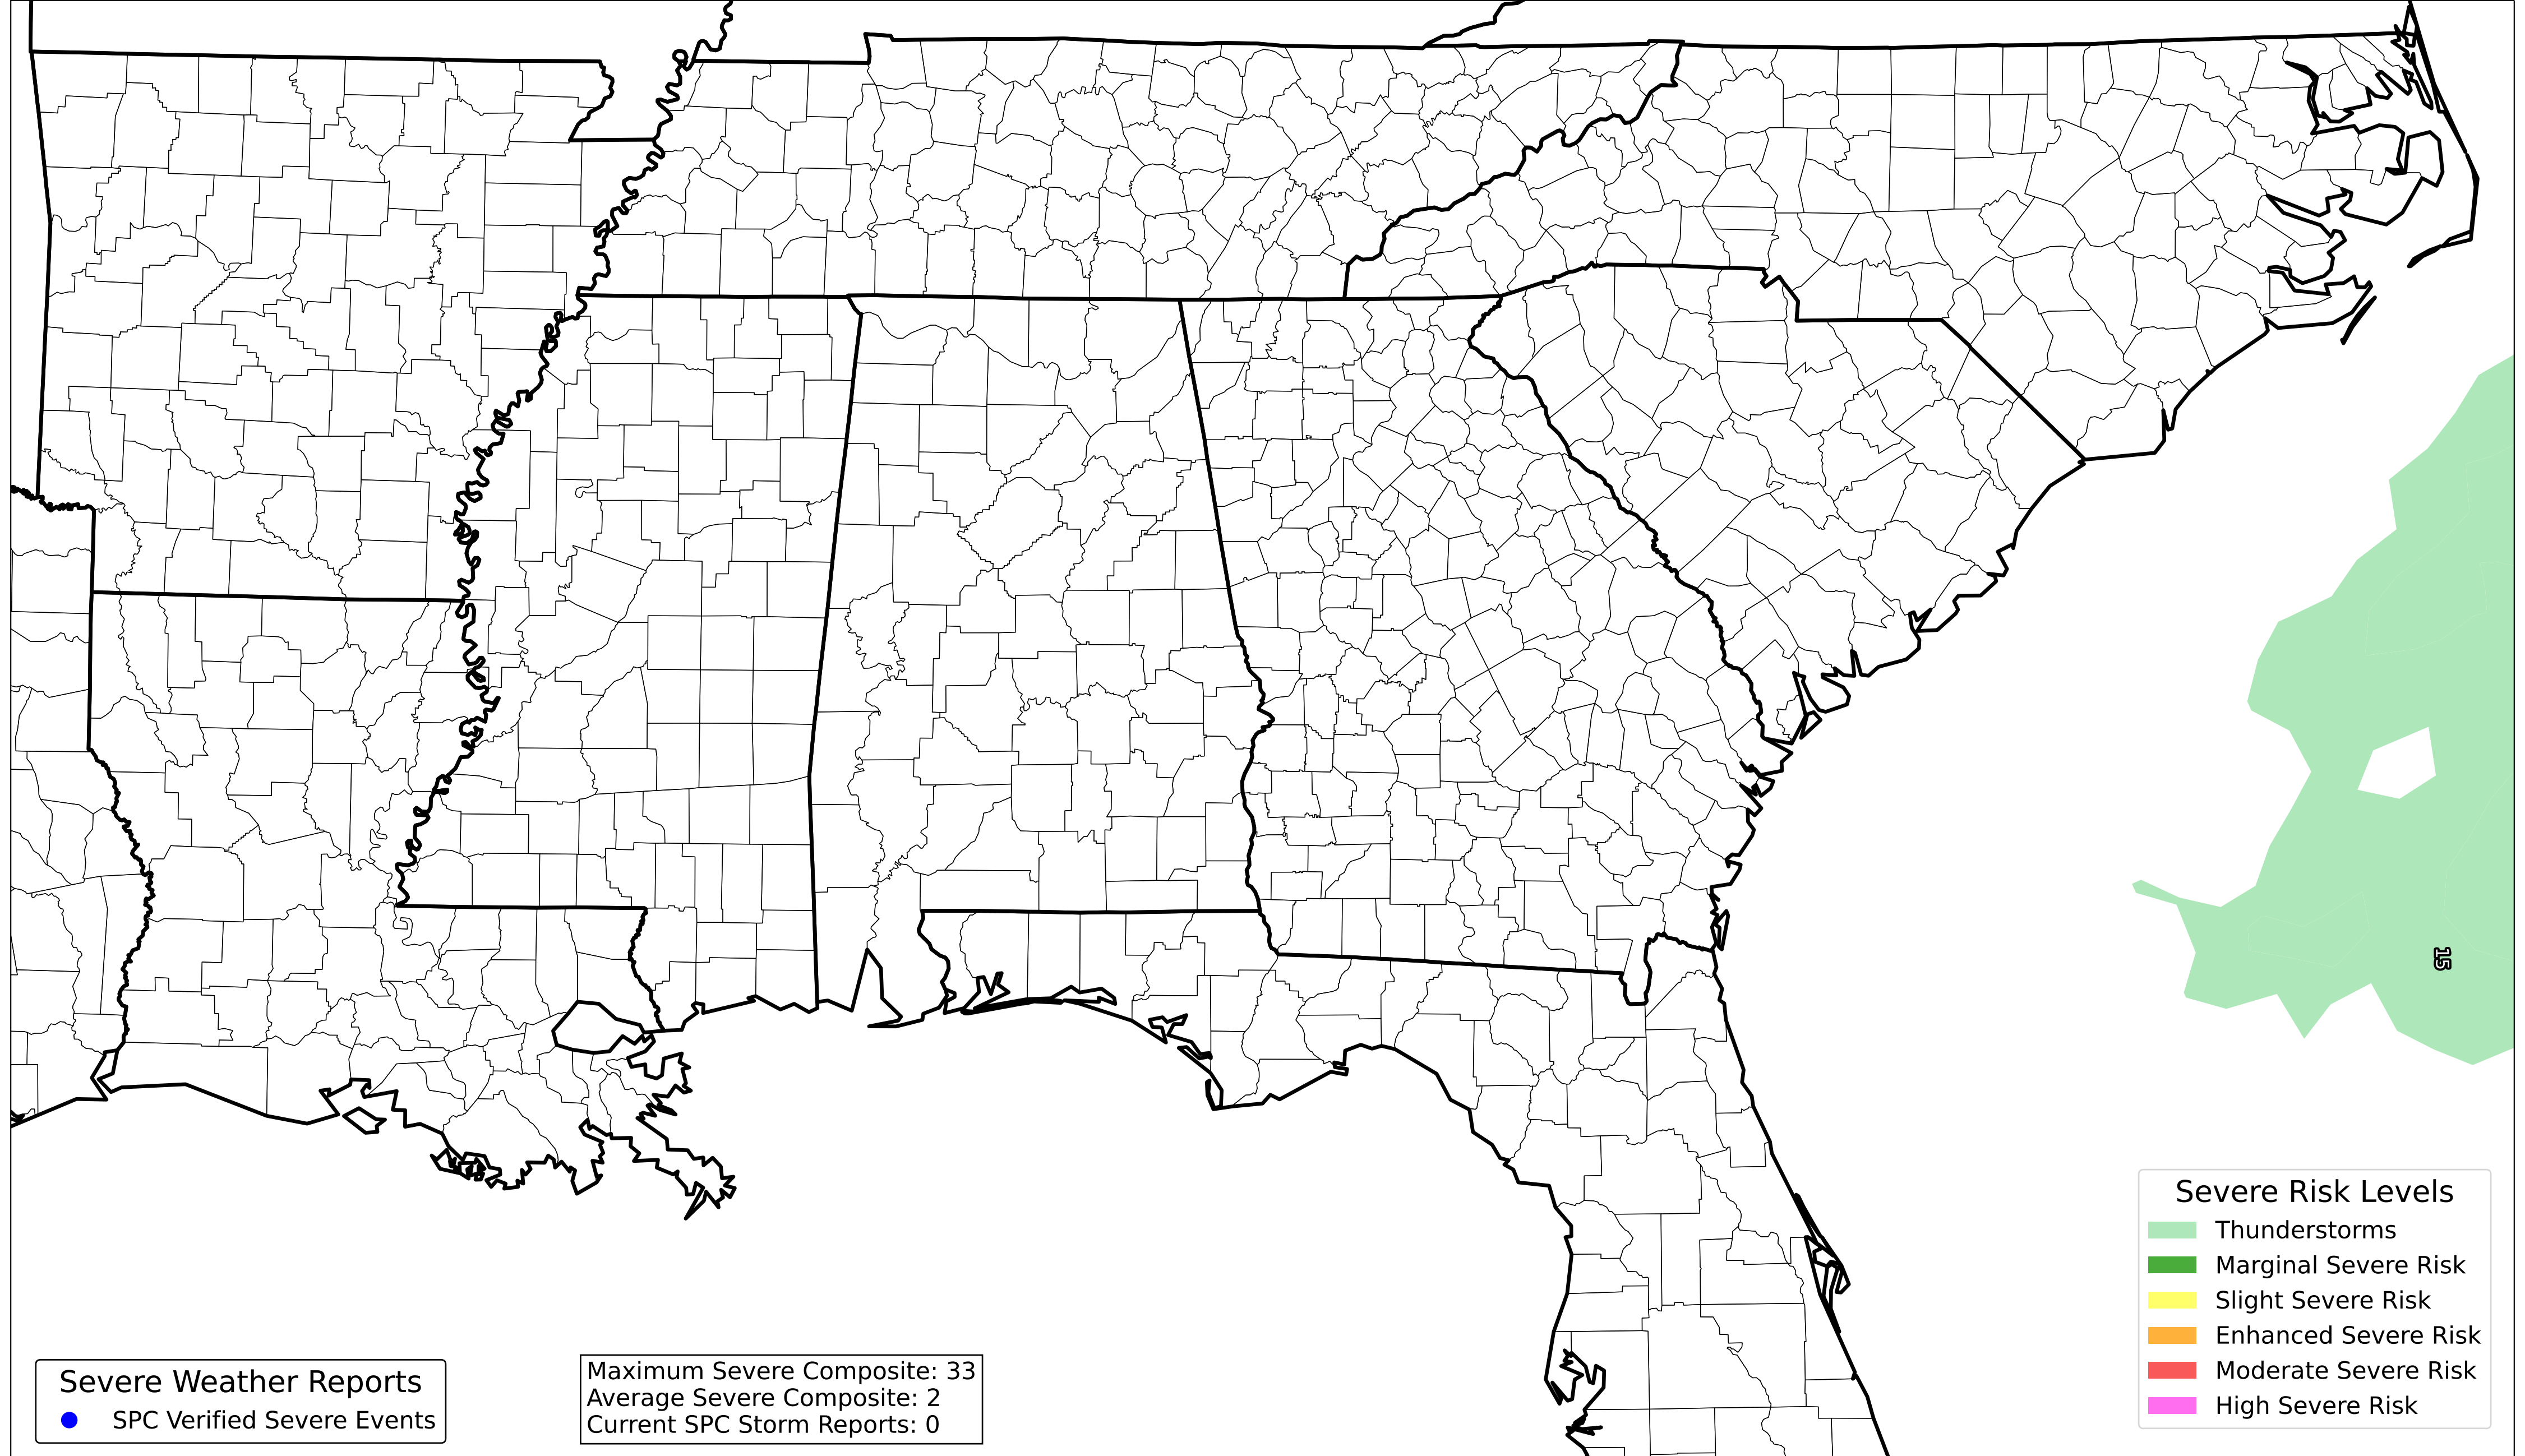 15
Severe Risk Levels
Thunderstorms
Marginal Severe Risk
Slight Severe Risk
Enhanced Severe Risk
Moderate Severe Risk
High Severe Risk
Severe Weather Reports
SPC Verified Severe Events
Maximum Severe Composite: 33
Average Severe Composite: 2
Current SPC Storm Reports: 0